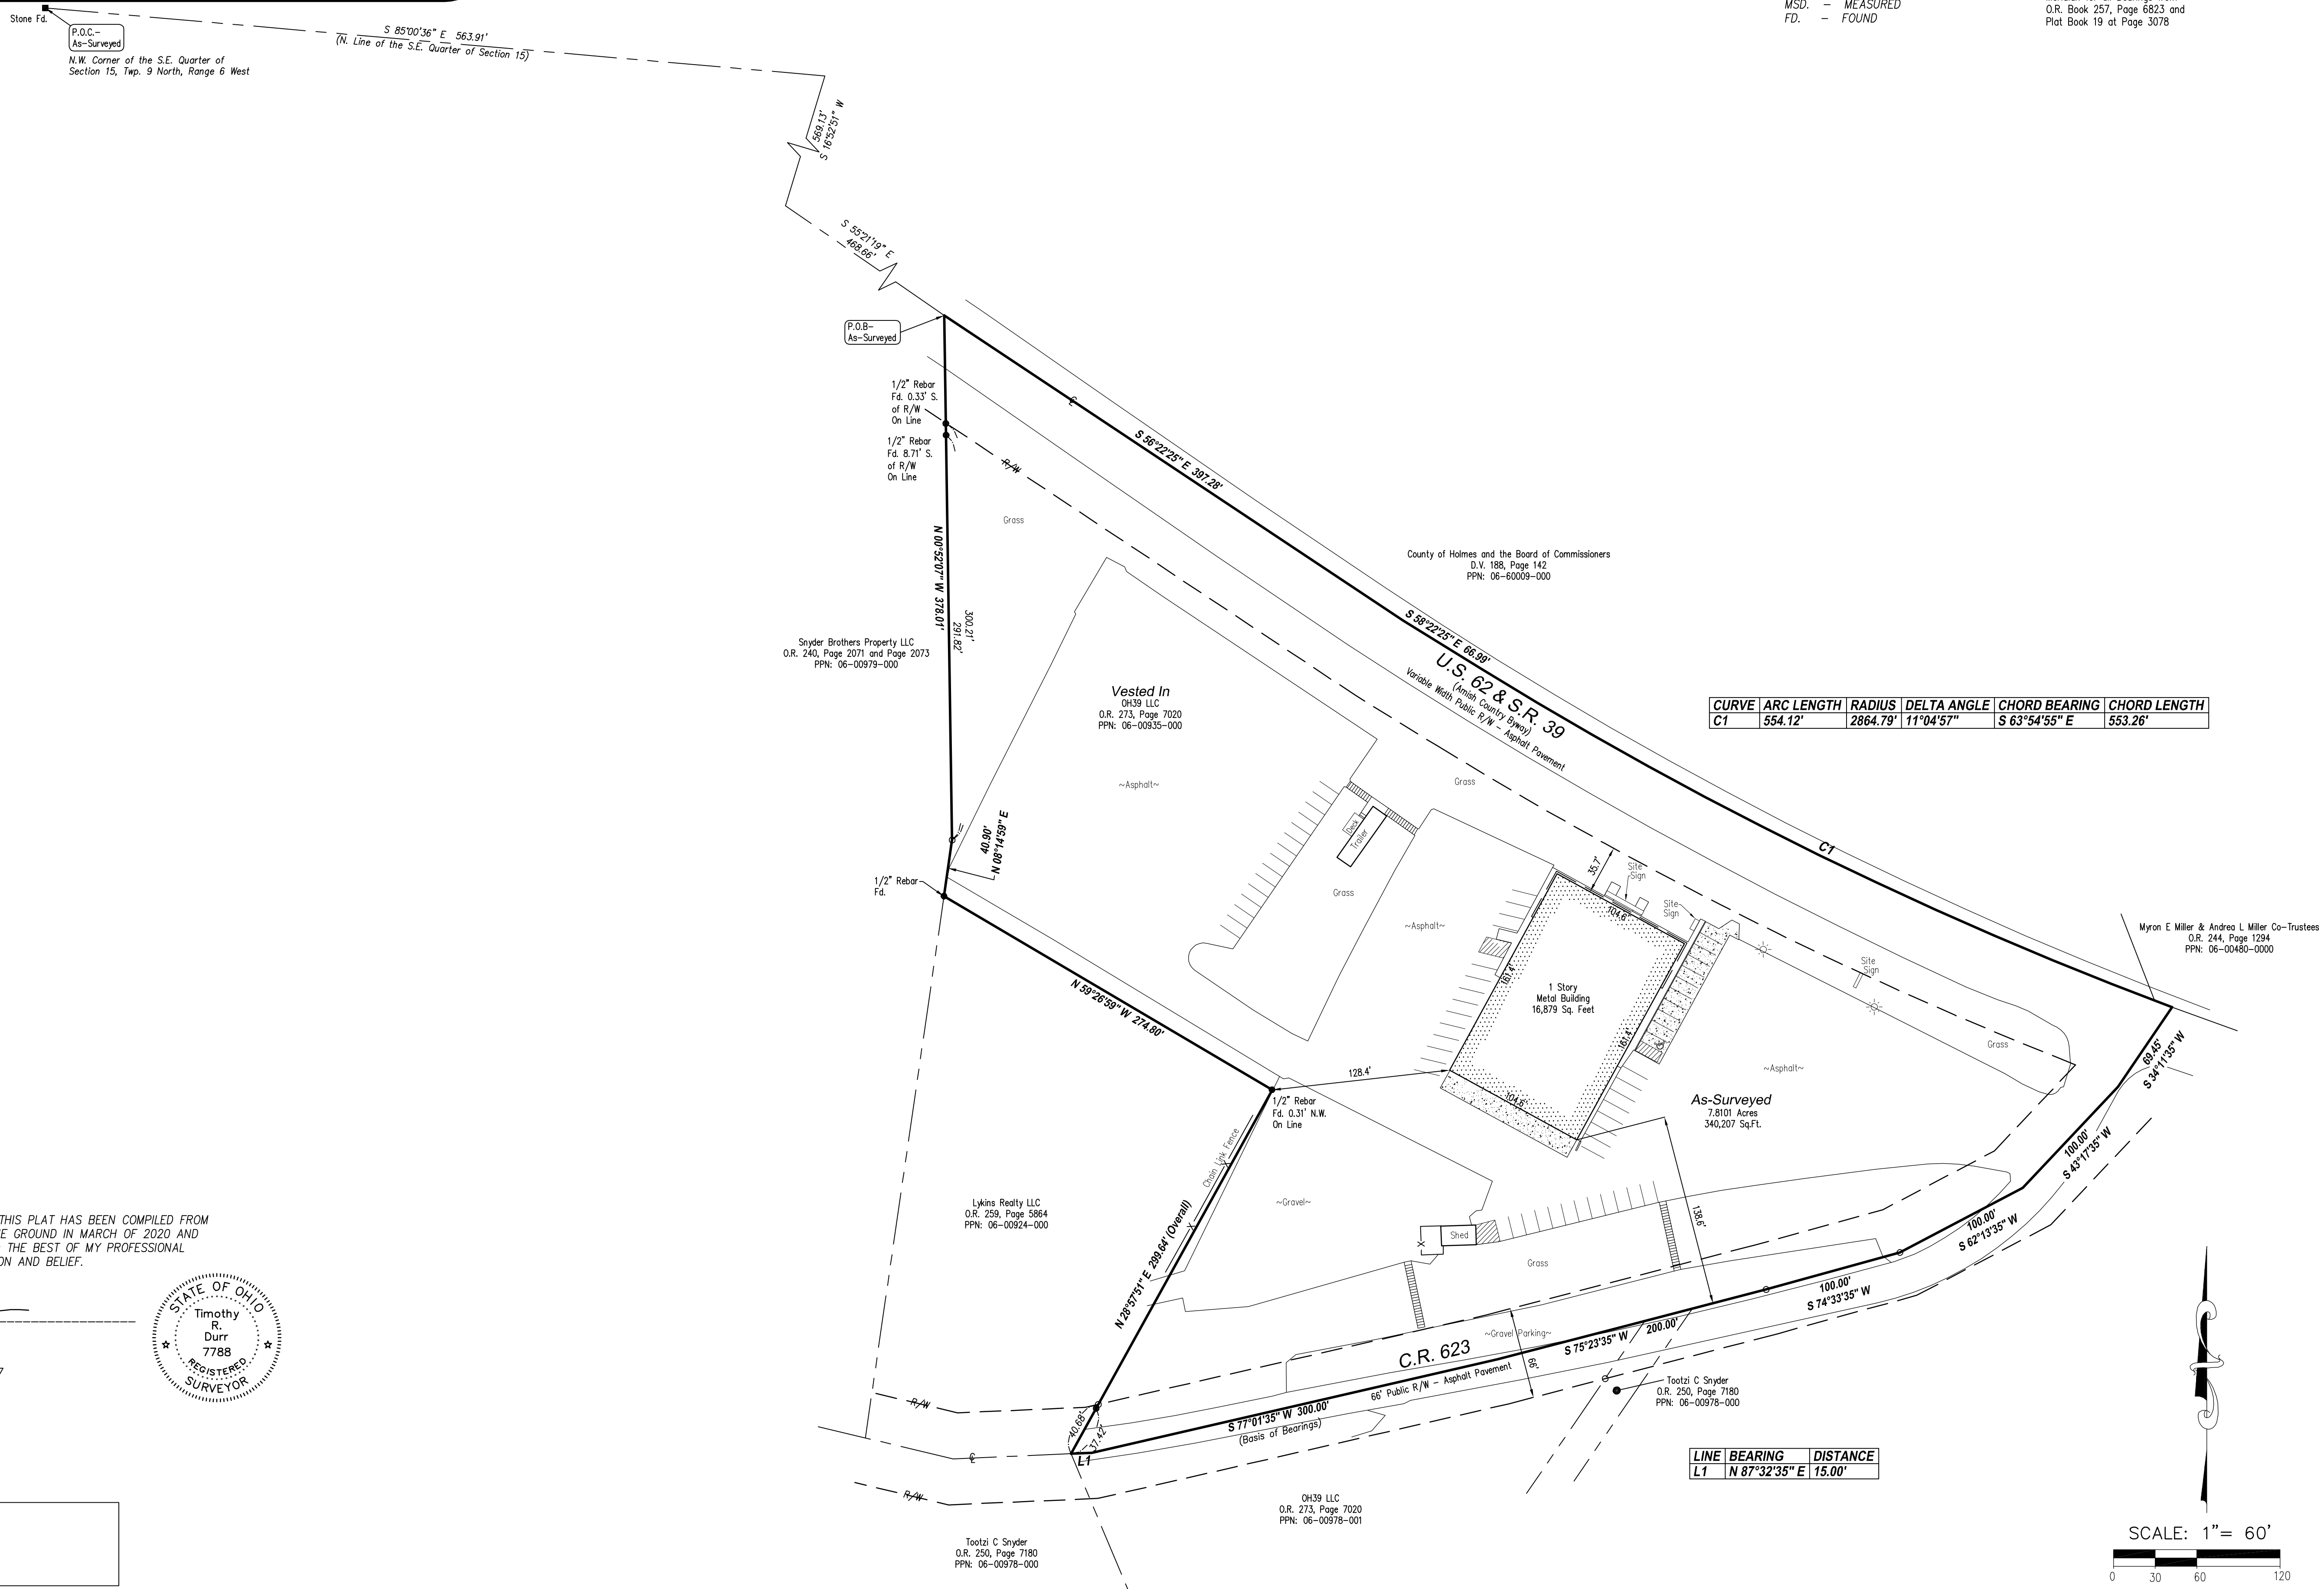 Stone Fd.
P.O.C.-
As-Surveyed
N.W. Corner of the S.E. Quarter of
Section 15, Twp. 9 North, Range 6 West
S 85°00'36" E 563.91'
(N. Line of the S.E. Quarter of Section 15)
MSD. - MEASURED
FD. - FOUND
O.R. Book 257, Page 6823 and
Plat Book 19 at Page 3078
569.13'
S 16°52'51" W
S 55°21'19" E
468.66'
P.O.B-
As-Surveyed
1/2" Rebar
Fd. 0.33' S.
of R/W
On Line
1/2" Rebar
Fd. 8.71' S.
of R/W
On Line
R/W
℄
S 56°22'25" E 397.28'
Grass
N 00°52'07" W 378.01'
300.21'
291.82'
County of Holmes and the Board of Commissioners
D.V. 188, Page 142
PPN: 06-60009-000
Snyder Brothers Property LLC
O.R. 240, Page 2071 and Page 2073
PPN: 06-00979-000
S 58°22'25" E 66.99'
U.S. 62 & S.R. 39
(Amish Country Byway)
Variable Width Public R/W - Asphalt Pavement
Vested In
OH39 LLC
O.R. 273, Page 7020
PPN: 06-00935-000
CURVE ARC LENGTH RADIUS DELTA ANGLE CHORD BEARING CHORD LENGTH
C1 554.12' 2864.79' 11°04'57" S 63°54'55" E 553.26'
~Asphalt~
Grass
Deck
Trailer
40.90'
N 08°14'59" E
C1
35.7'
Site
Sign
1/2" Rebar
Fd.
Grass
104.6'
Site
Sign
~Asphalt~
Myron E Miller & Andrea L Miller Co-Trustees
O.R. 244, Page 1294
PPN: 06-00480-0000
Site
Sign
161.4'
1 Story
Metal Building
16,879 Sq. Feet
N 59°26'59" W 274.80'
161.4'
Grass
69.45'
S 34°11'35" W
128.4'
~Asphalt~
1/2" Rebar
Fd. 0.31' N.W.
On Line
104.6'
As-Surveyed
7.8101 Acres
340,207 Sq.Ft.
Chain Link Fence
X
X
100.00'
S 43°17'35" W
Lykins Realty LLC
O.R. 259, Page 5864
PPN: 06-00924-000
~Gravel~
138.6'
100.00'
S 62°13'35" W
THIS PLAT HAS BEEN COMPILED FROM
E GROUND IN MARCH OF 2020 AND
THE BEST OF MY PROFESSIONAL
ON AND BELIEF.
Shed
X
N 28°57'51" E 299.64' (Overall)
Grass
100.00'
S 74°33'35" W
STATE OF OHIO
Timothy
R.
Durr
7788
REGISTERED
SURVEYOR
~Gravel Parking~
200.00'
S 75°23'35" W
C.R. 623
66'
66' Public R/W - Asphalt Pavement
Tootzi C Snyder
O.R. 250, Page 7180
PPN: 06-00978-000
R/W
S 77°01'35" W 300.00'
(Basis of Bearings)
40.68'
37.42'
℄
L1
LINE BEARING DISTANCE
L1 N 87°32'35" E 15.00'
R/W
OH39 LLC
O.R. 273, Page 7020
PPN: 06-00978-001
Tootzi C Snyder
O.R. 250, Page 7180
PPN: 06-00978-000
SCALE: 1"= 60'
0 30 60 120